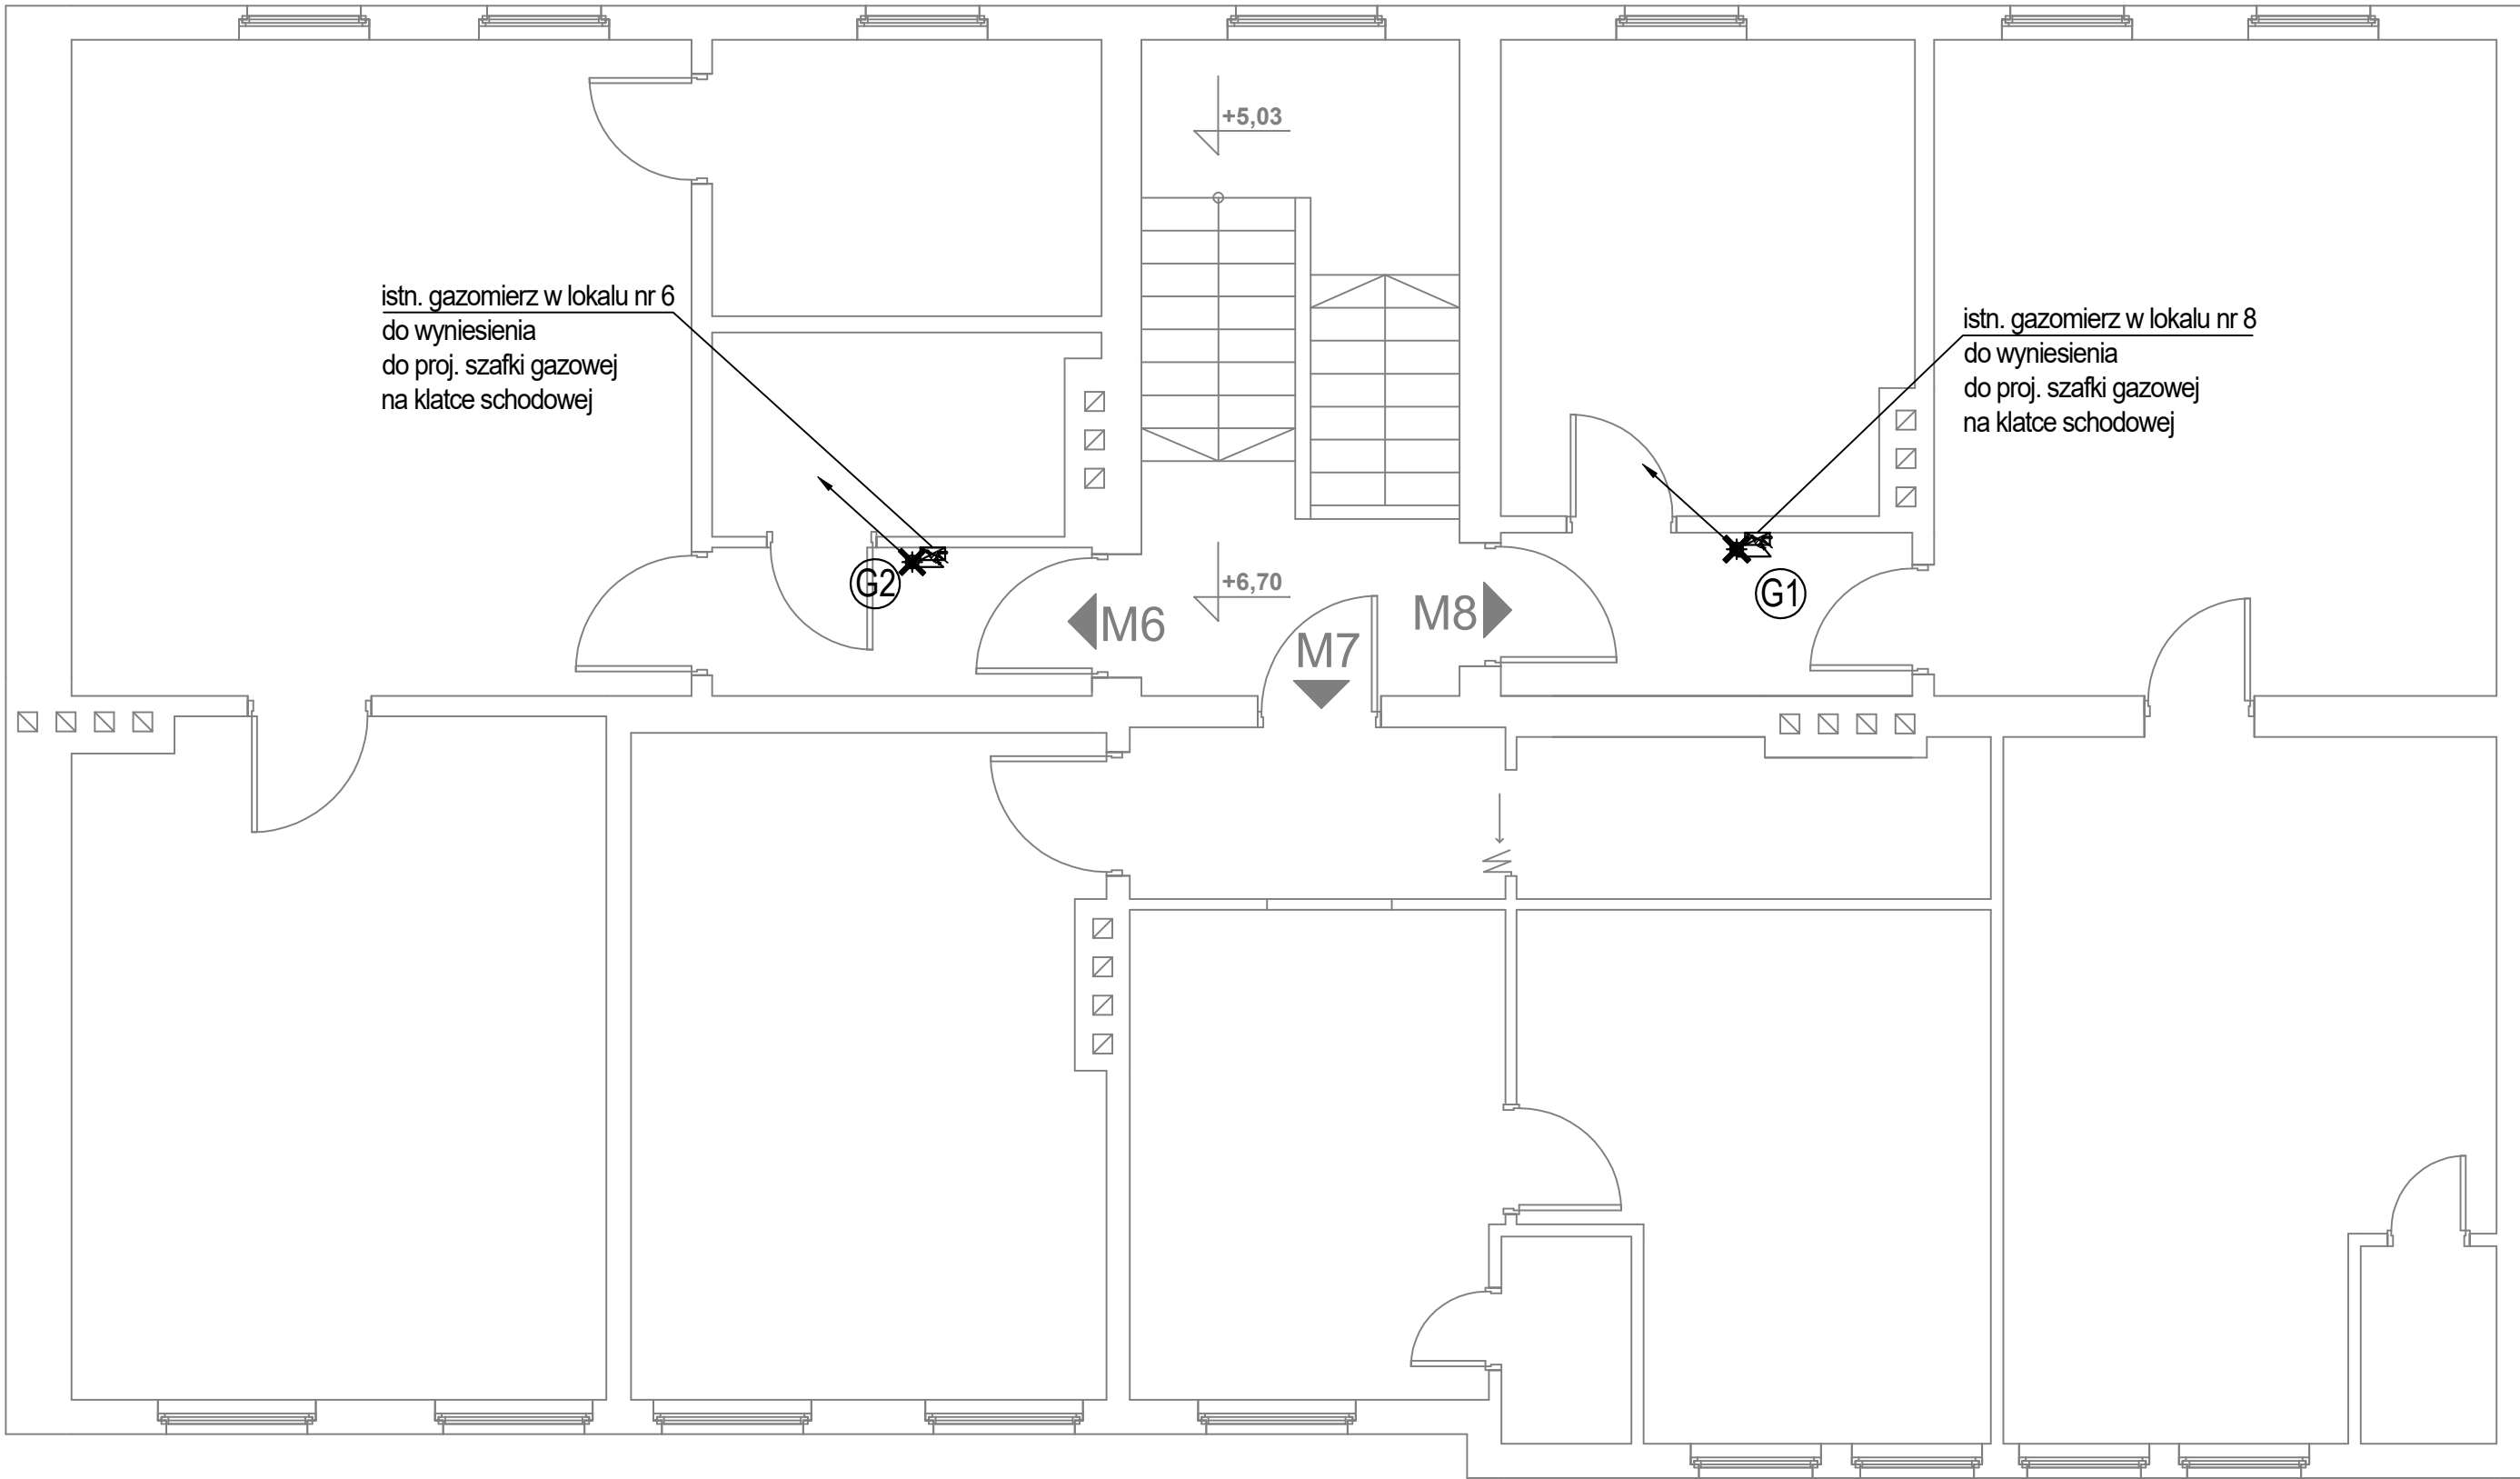 +5,03
istn. gazomierz w lokalu nr 6
do wyniesienia
do proj. szafki gazowej
na klatce schodowej
istn. gazomierz w lokalu nr 8
do wyniesienia
do proj. szafki gazowej
na klatce schodowej
G2
+6,70
G1
M6
M8
M7